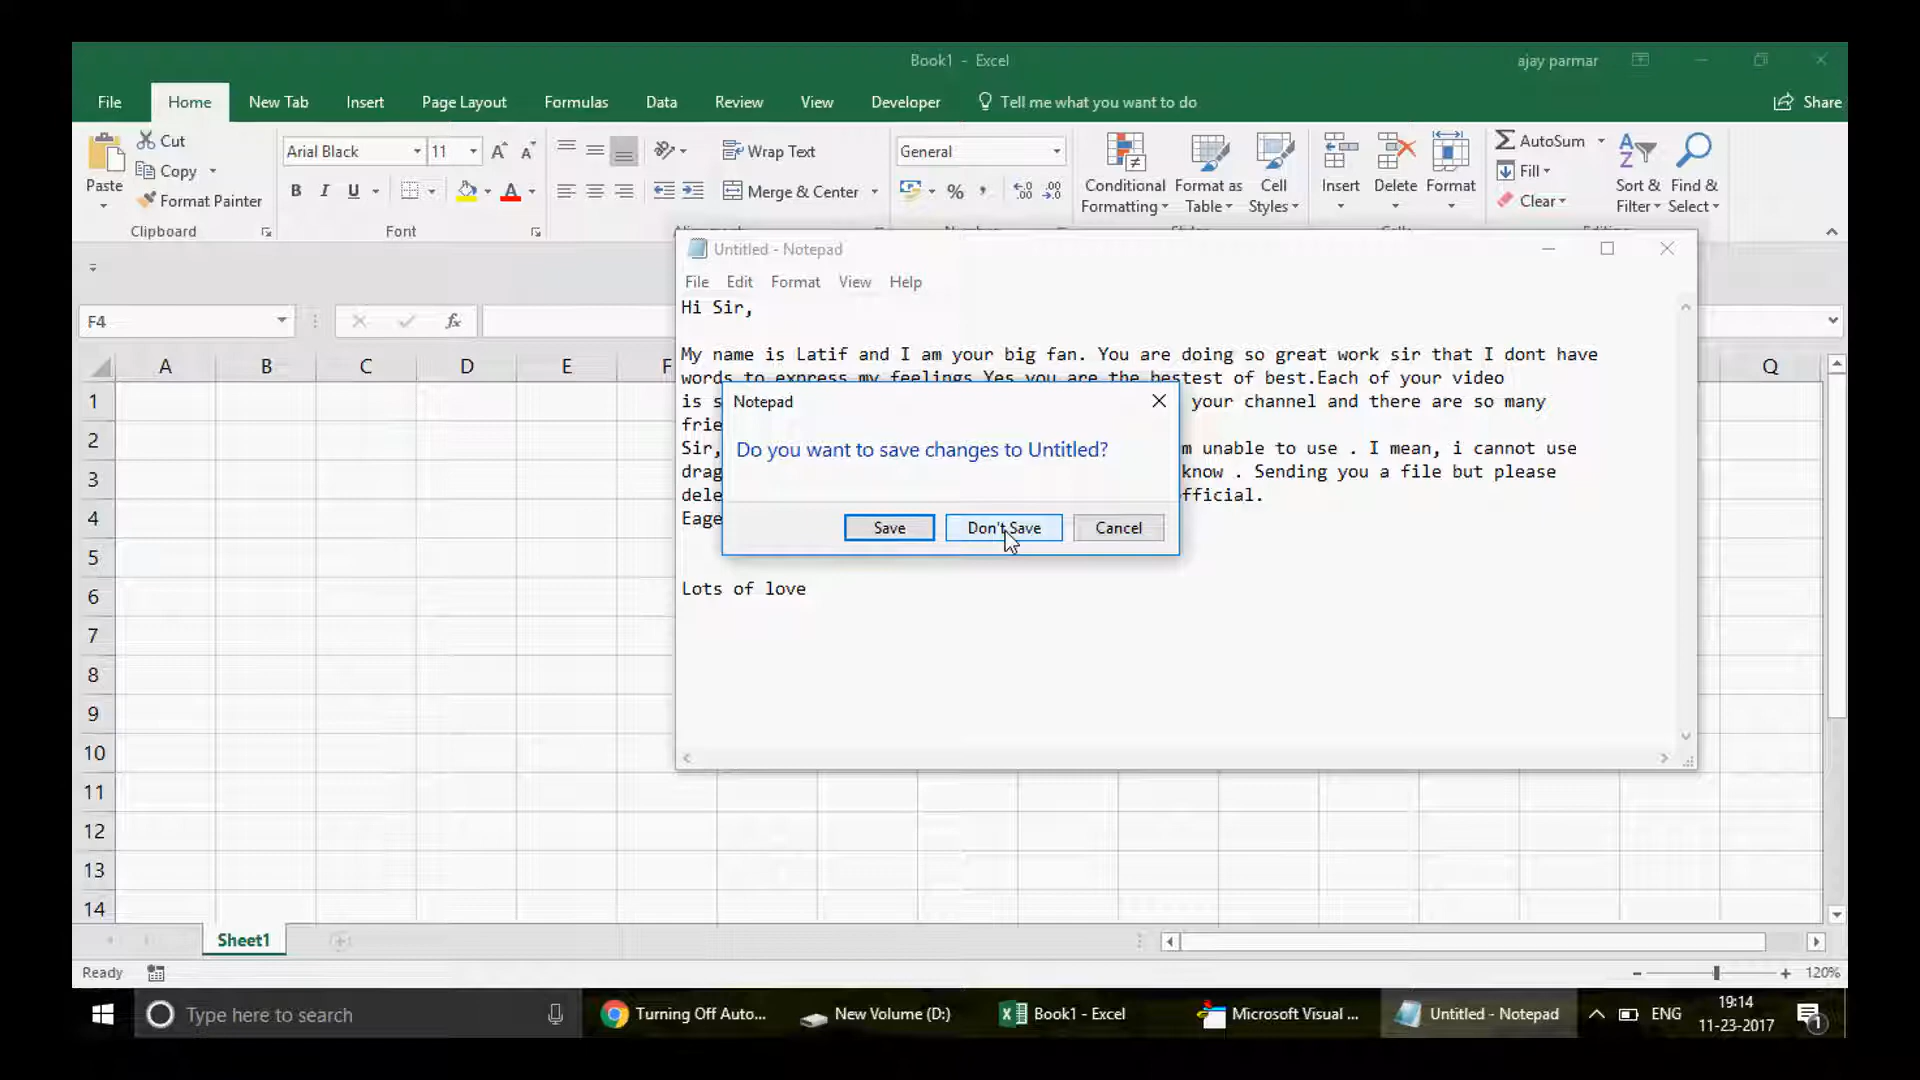 Book1 - Excel
ajay parmar
File Home New Tab Insert Page Layout Formulas Data Review View Developer Tell me what you want to do Share
Cut
Copy
Format Painter
Paste
Clipboard
Arial Black 11
B I U
Font
Wrap Text
Merge & Center
General
Conditional Formatting
Format as Table
Cell Styles
Insert
Delete
Format
AutoSum
Fill
Clear
Sort & Filter
Find & Select
F4
fx
A B C D E F Q
1
2
3
4
5
6
7
8
9
10
11
12
13
14
Untitled - Notepad
File Edit Format View Help
Hi Sir,
My name is Latif and I am your big fan. You are doing so great work sir that I dont have
words to express my feelings Yes you are the bestest of best.Each of your video
is s your channel and there are so many
frie
Sir, m unable to use . I mean, i cannot use
drag know . Sending you a file but please
dele fficial.
Eage
Lots of love
Notepad
Do you want to save changes to Untitled?
Save Don't Save Cancel
Sheet1
Ready
120%
Type here to search
Turning Off Auto...
New Volume (D:)
Book1 - Excel
Microsoft Visual ...
Untitled - Notepad
ENG
19:14
11-23-2017
1